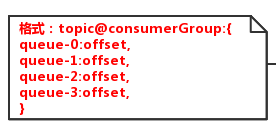 格式：topic@consumerGroup:{
queue-0:offset,
queue-1:offset,
queue-2:offset,
queue-3:offset,
}